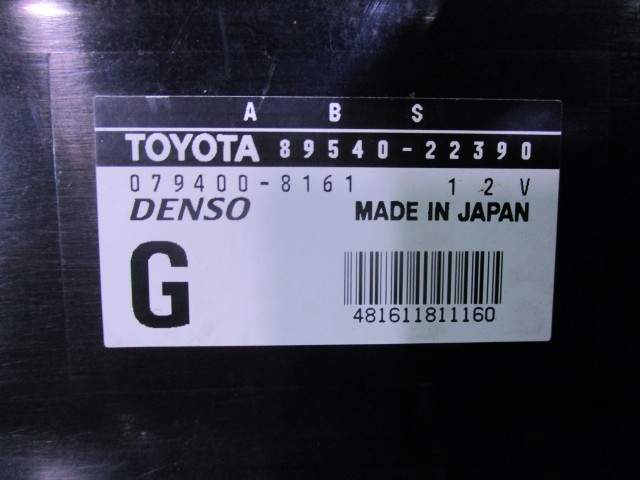 A B S
TOYOTA 89540-22390
079400-8161 12V
DENSO MADE IN JAPAN
G
481611811160